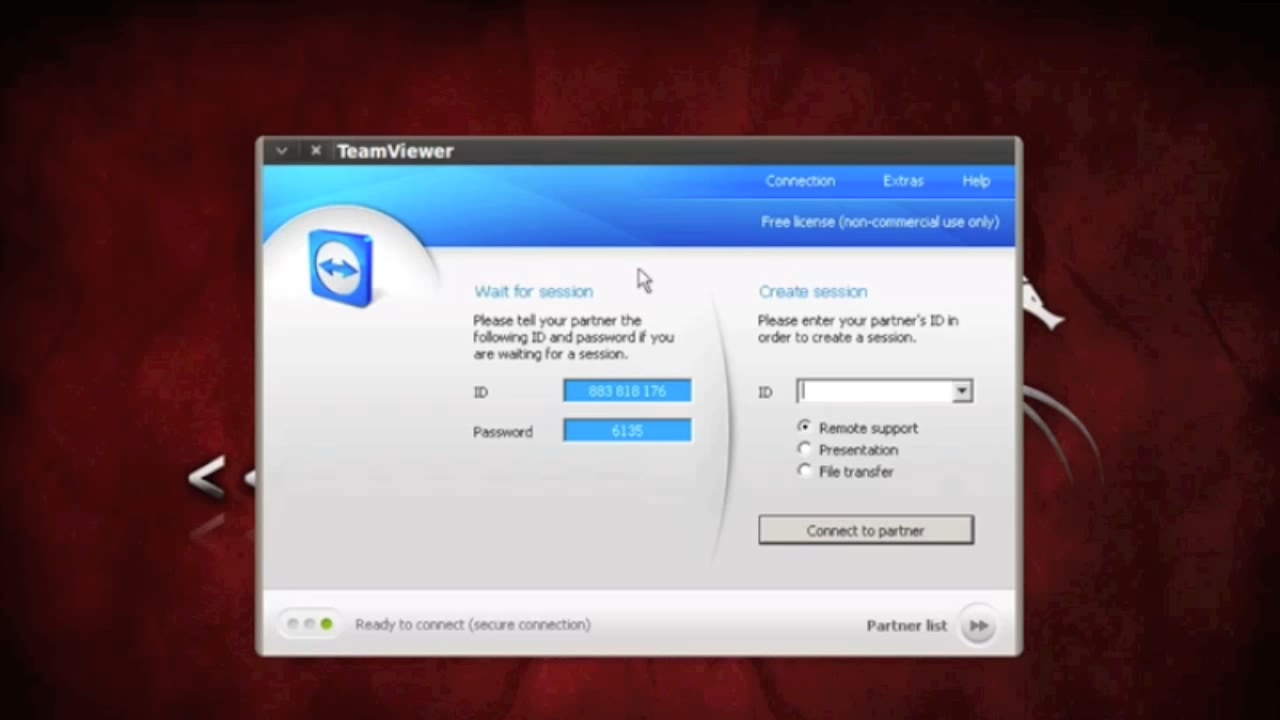 TeamViewer
Connection Extras Help
Free license (non-commercial use only)
Wait for session
Please tell your partner the
following ID and password if you
are waiting for a session.
ID 883 818 176
Password 6135
Create session
Please enter your partner's ID in
order to create a session.
ID
Remote support
Presentation
File transfer
Connect to partner
Ready to connect (secure connection)
Partner list
<